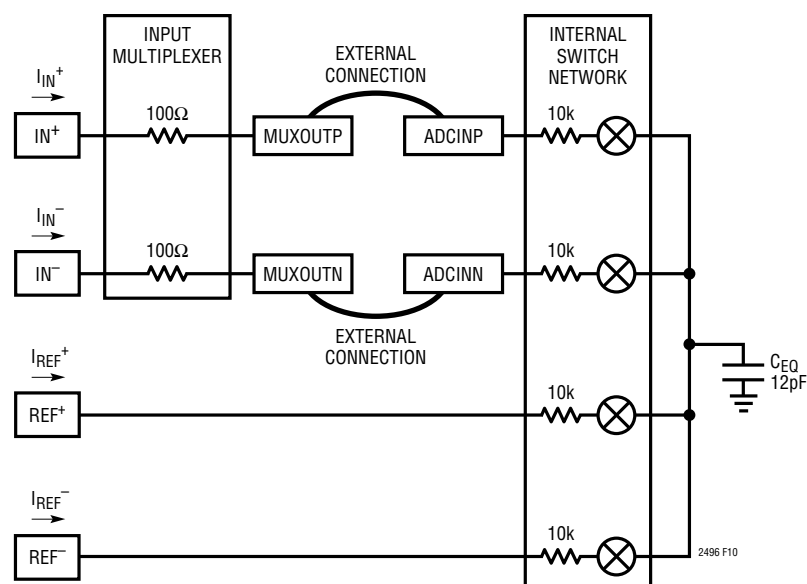 INPUT
MULTIPLEXER
EXTERNAL
CONNECTION
INTERNAL
SWITCH
NETWORK
IIN+
100Ω
10k
IN+
MUXOUTP
ADCINP
IIN–
100Ω
10k
IN–
MUXOUTN
ADCINN
EXTERNAL
CONNECTION
IREF+
10k
REF+
CEQ
12pF
IREF–
10k
REF–
2496 F10